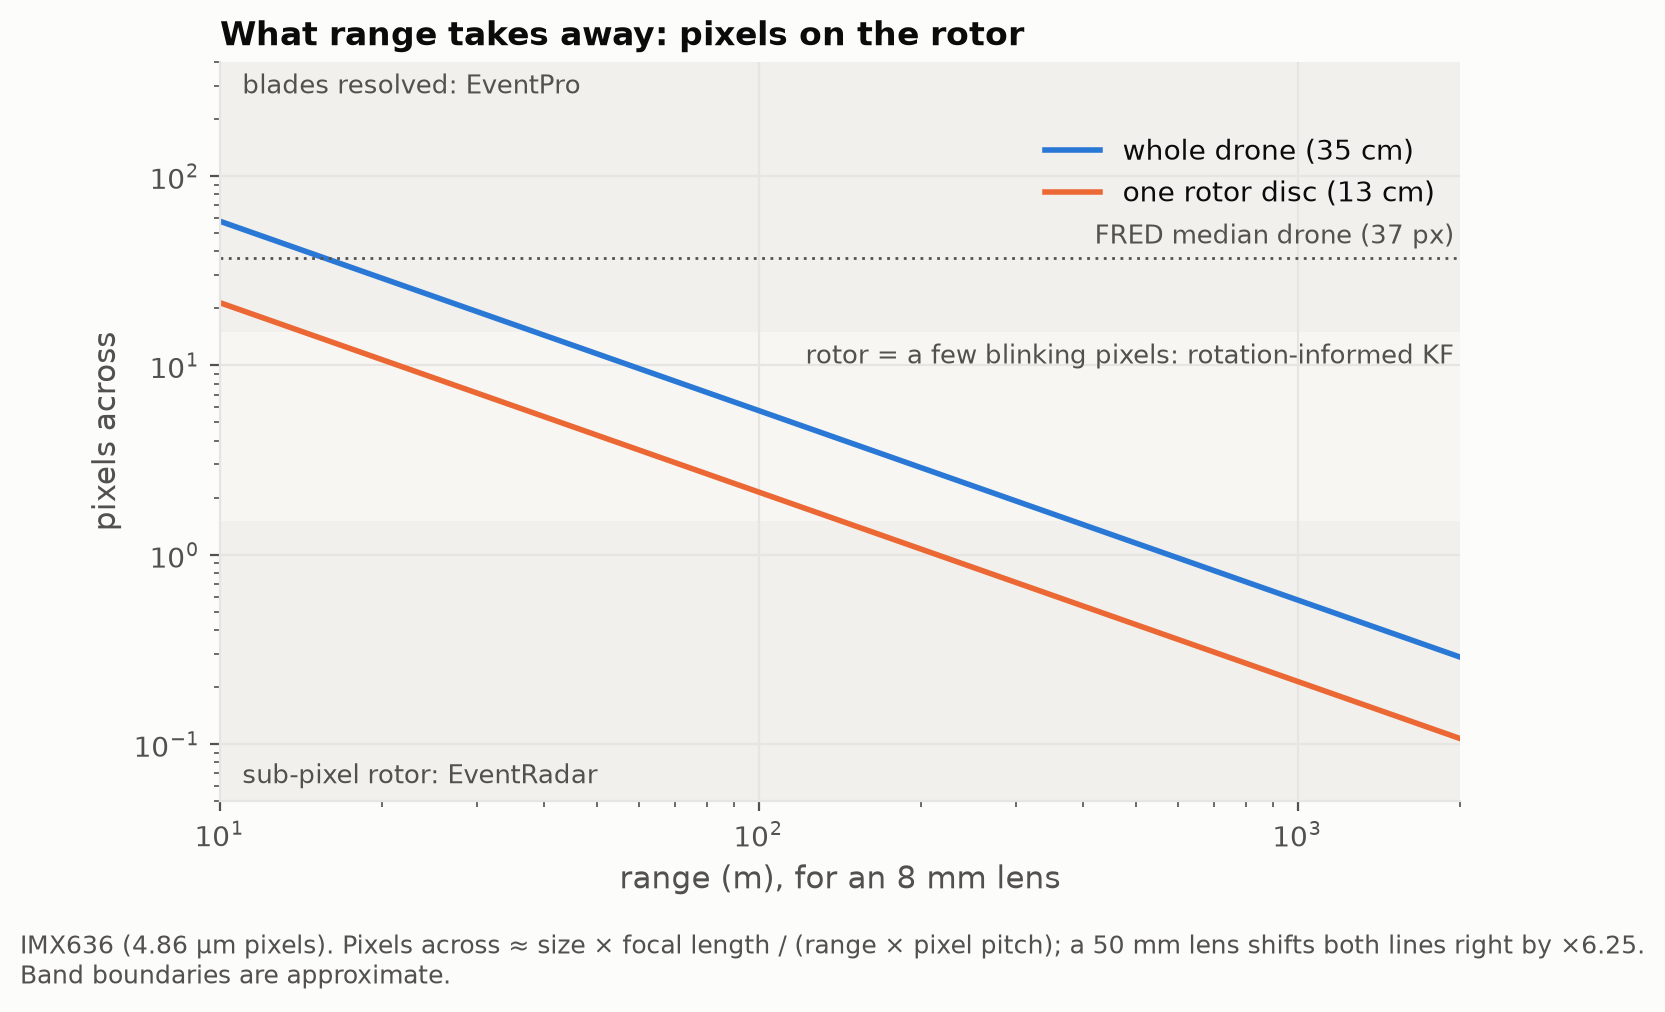 What range takes away: pixels on the rotor
blades resolved: EventPro
whole drone (35 cm)
one rotor disc (13 cm)
FRED median drone (37 px)
rotor = a few blinking pixels: rotation-informed KF
sub-pixel rotor: EventRadar
pixels across
10²
10¹
10⁰
10⁻¹
10¹
10²
10³
range (m), for an 8 mm lens
IMX636 (4.86 µm pixels). Pixels across ≈ size × focal length / (range × pixel pitch); a 50 mm lens shifts both lines right by ×6.25.
Band boundaries are approximate.